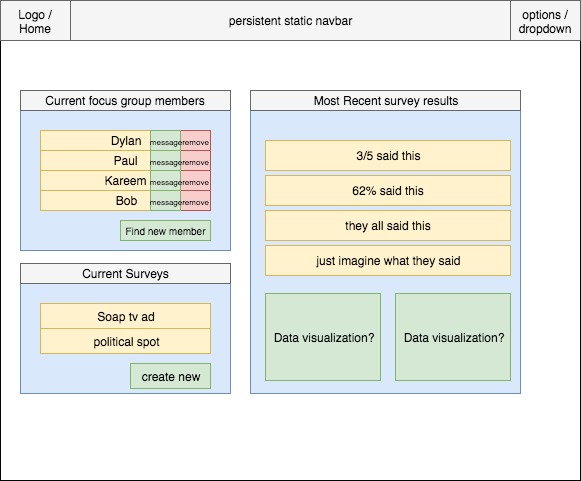 Logo /
Home
persistent static navbar
options /
dropdown
Current focus group members
Dylan message remove
Paul message remove
Kareem message remove
Bob message remove
Find new member
Current Surveys
Soap tv ad
political spot
create new
Most Recent survey results
3/5 said this
62% said this
they all said this
just imagine what they said
Data visualization?
Data visualization?